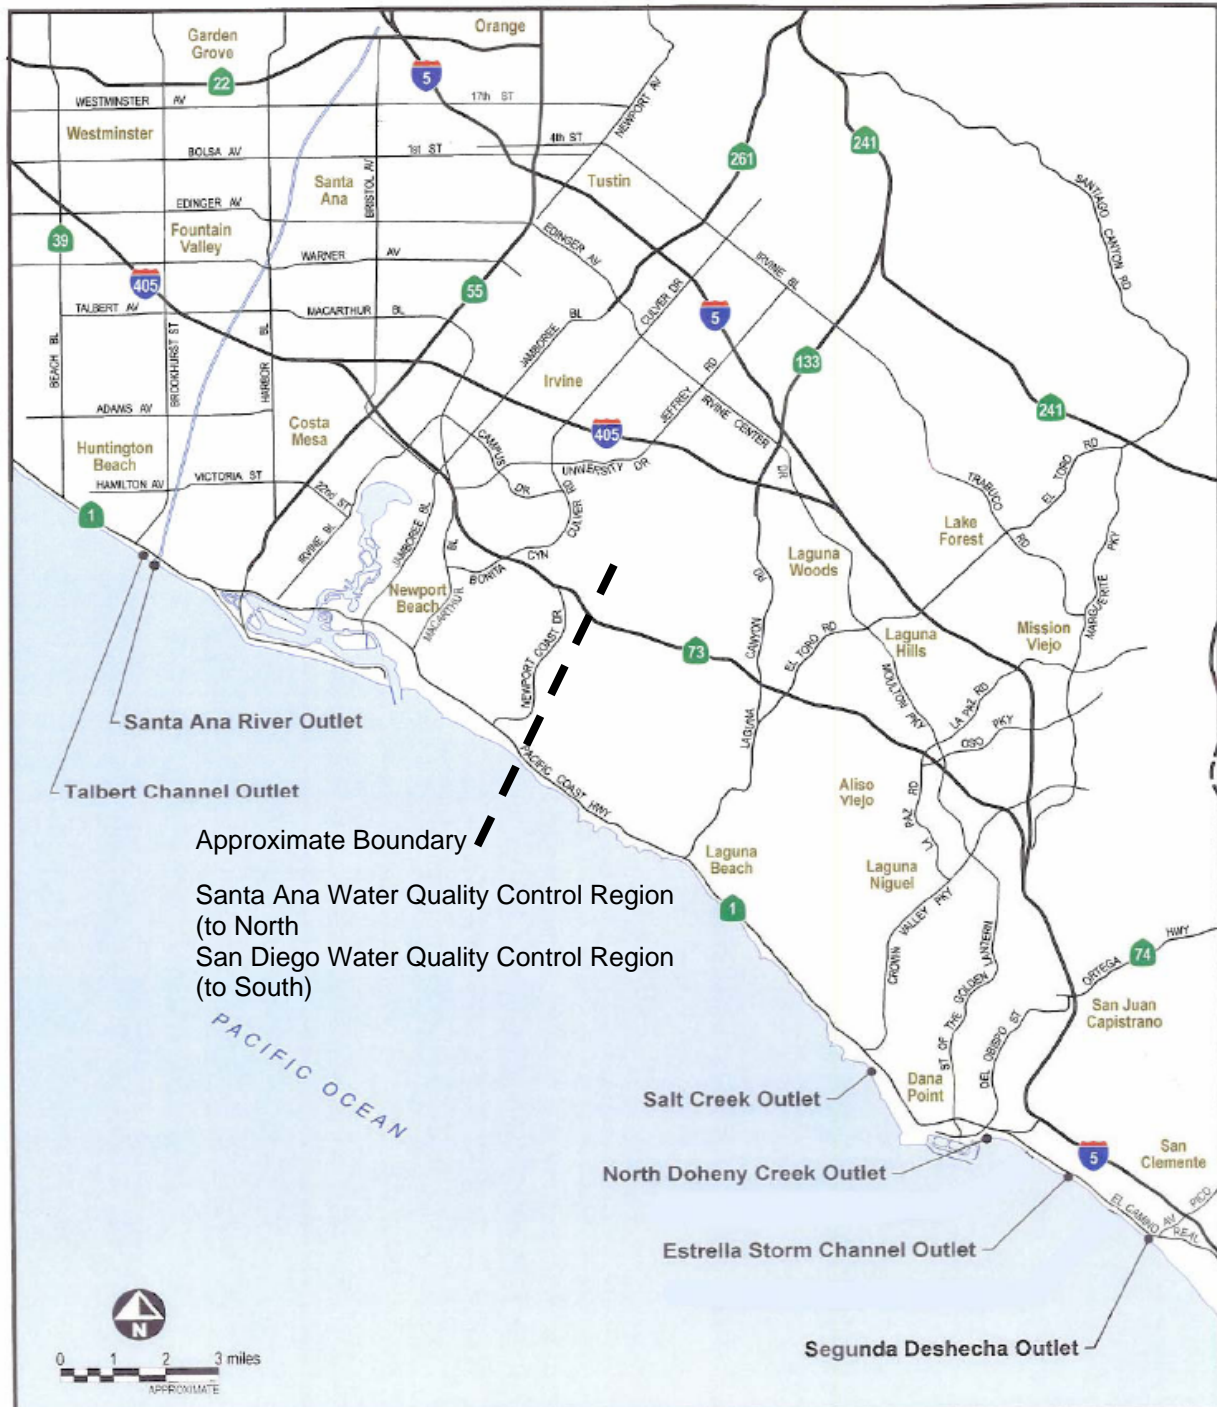 Garden
Grove
Orange
22
5
WESTMINSTER AV
17th ST
NEWPORT AV
Westminster
4th ST
BOLSA AV
1st ST
261
241
Santa
Ana
BRISTOL AV
Tustin
SANTIAGO CANYON RD
EDINGER AV
Fountain
Valley
39
EDINGER AV
WARNER AV
IRVINE BL
405
55
CULVER DR
TALBERT AV
MACARTHUR BL
5
JAMBOREE BL
BEACH BL
BROOKHURST ST
HARBOR BL
133
Irvine
JEFFREY RD
IRVINE CENTER DR
ADAMS AV
Costa
Mesa
241
405
CAMPUS DR
Huntington
Beach
UNIVERSITY DR
EL TORO RD
HAMILTON AV
VICTORIA ST
22nd ST
CULVER RD
TRABUCO RD
1
IRVINE BL
JAMBOREE BL
Lake
Forest
BONITA CYN
Laguna
Woods
Newport
Beach
MACARTHUR BL
MARGUERITE PKY
NEWPORT COAST DR
73
EL TORO RD
Laguna
Hills
Mission
Viejo
LAGUNA CANYON RD
MOULTON PKY
LA PAZ RD
Santa Ana River Outlet
OSO PKY
PACIFIC COAST HWY
Talbert Channel Outlet
Aliso
Viejo
LA PAZ RD
Approximate Boundary
Laguna
Beach
Laguna
Niguel
Santa Ana Water Quality Control Region
(to North
San Diego Water Quality Control Region
(to South)
1
CROWN VALLEY PKY
ST OF THE GOLDEN LANTERN
74
ORTEGA HWY
San Juan
Capistrano
PACIFIC OCEAN
DEL OBISPO ST
Dana
Point
Salt Creek Outlet
North Doheny Creek Outlet
5
San
Clemente
AV PICO
EL CAMINO REAL
Estrella Storm Channel Outlet
Segunda Deshecha Outlet
N
0 1 2 3 miles
APPROXIMATE